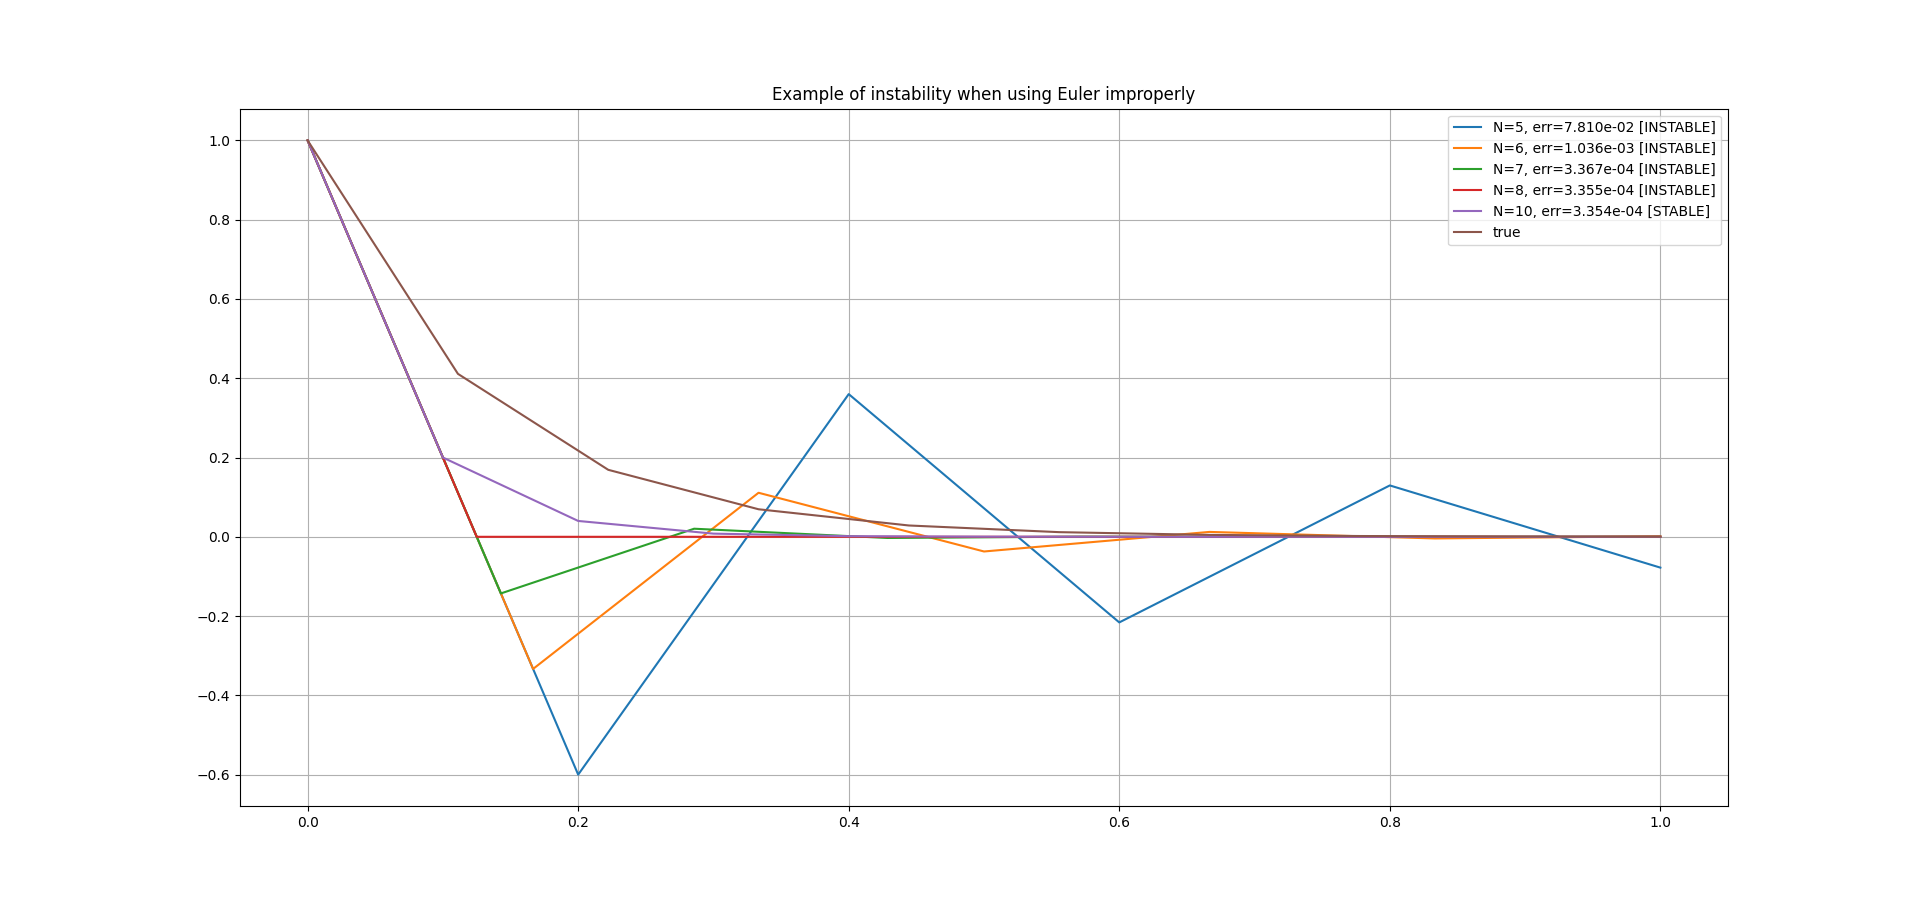 Example of instability when using Euler improperly
N=5, err=7.810e-02 [INSTABLE]
N=6, err=1.036e-03 [INSTABLE]
N=7, err=3.367e-04 [INSTABLE]
N=8, err=3.355e-04 [INSTABLE]
N=10, err=3.354e-04 [STABLE]
true
1.0
0.8
0.6
0.4
0.2
0.0
−0.2
−0.4
−0.6
0.0 0.2 0.4 0.6 0.8 1.0